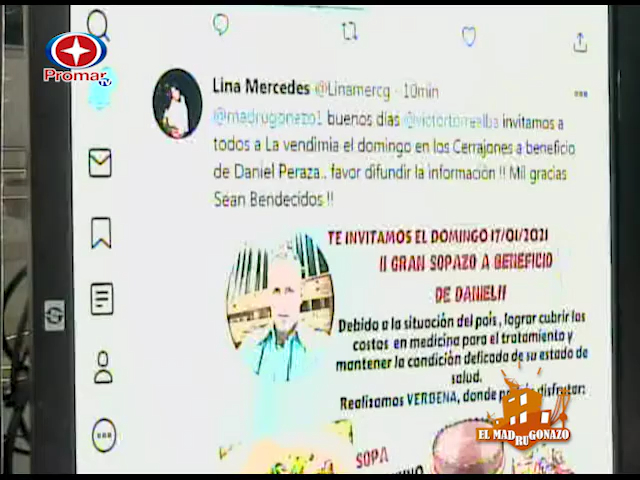 Promar TV
Lina Mercedes @Linamercg · 10min
@madrugonazo1 buenos días @victortorrealba invitamos a
todos a La vendimia el domingo en los Cerrajones a beneficio
de Daniel Peraza.. favor difundir la información !! Mil gracias
Sean Bendecidos !!
TE INVITAMOS EL DOMINGO 17/01/2021
II GRAN SOPAZO A BENEFICIO
DE DANIEL!!
Debido a la situación del país, lograr cubrir los
costos en medicina para el tratamiento y
mantener la condición delicada de su estado de
salud.
Realizamos VERBENA, donde disfrutar:
SOPA
hp
EL MADRUGONAZO